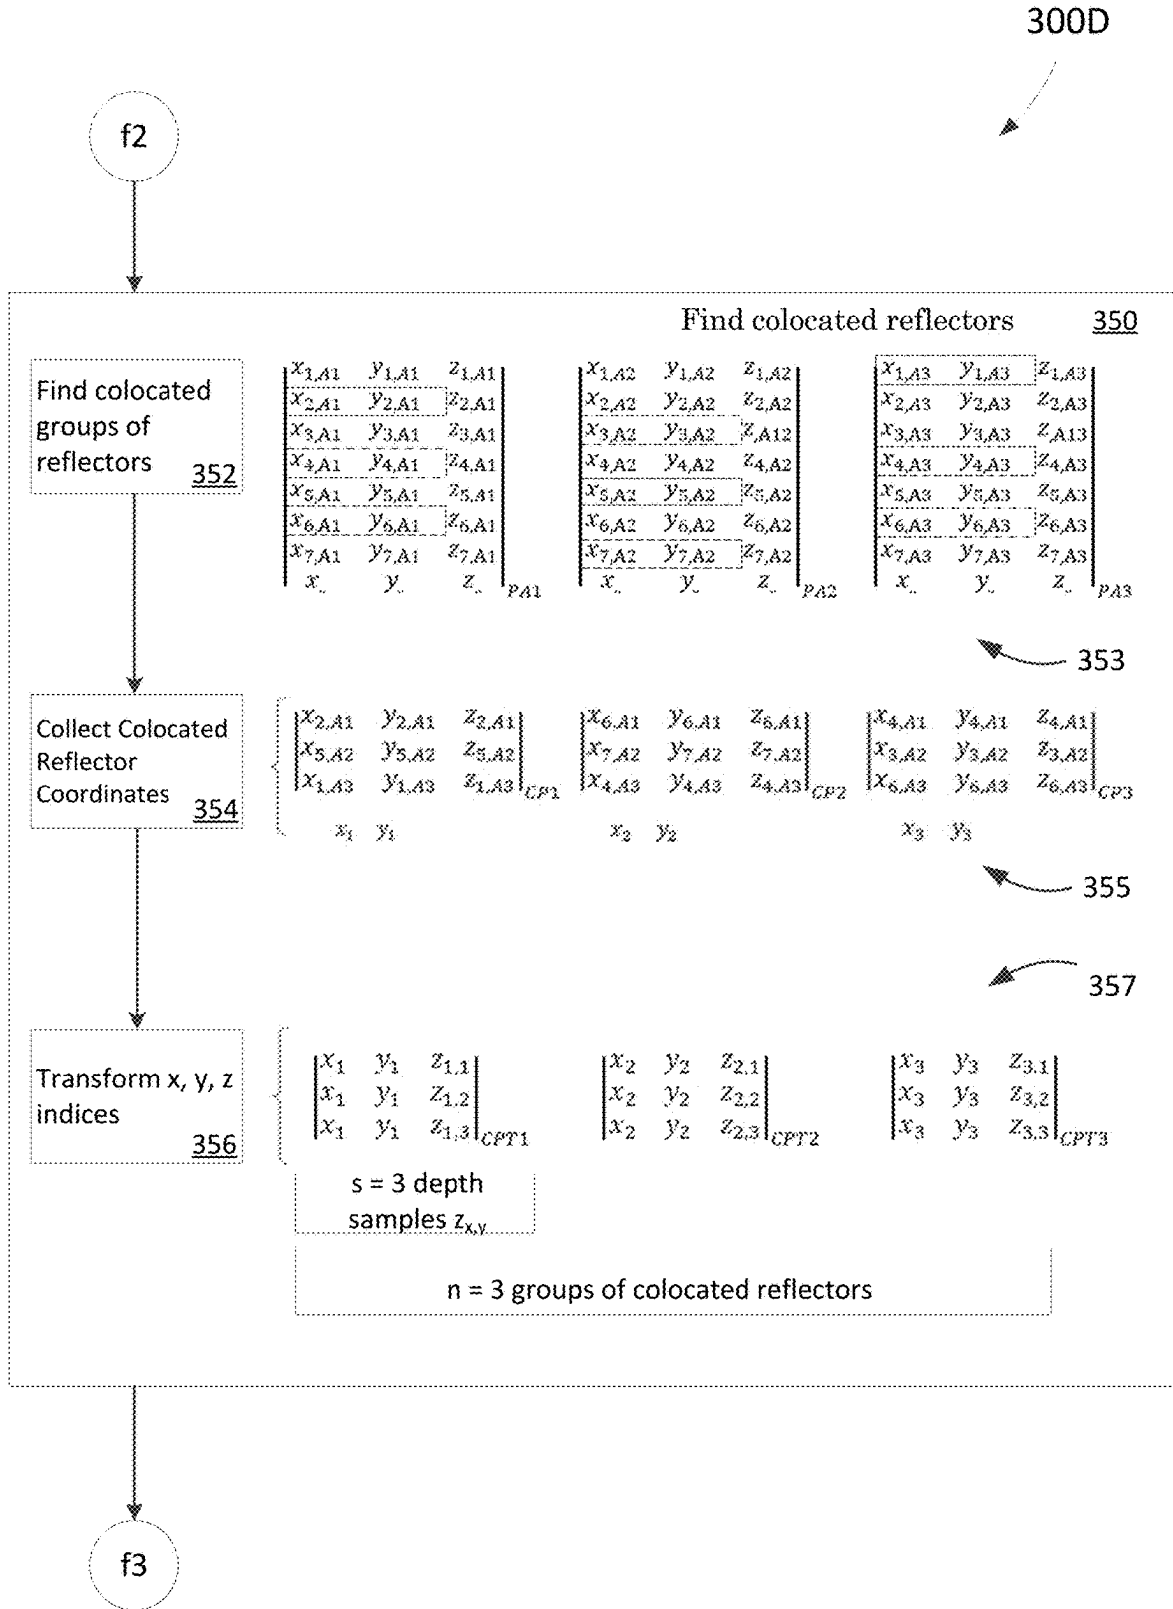 300D
f2
Find colocated reflectors 350
Find colocated
groups of
reflectors 352
x1,A1 y1,A1 z1,A1
x2,A1 y2,A1 z2,A1
x3,A1 y3,A1 z3,A1
x4,A1 y4,A1 z4,A1
x5,A1 y5,A1 z5,A1
x6,A1 y6,A1 z6,A1
x7,A1 y7,A1 z7,A1
x.. y.. z.. PA1
x1,A2 y1,A2 z1,A2
x2,A2 y2,A2 z2,A2
x3,A2 y3,A2 z,A12
x4,A2 y4,A2 z4,A2
x5,A2 y5,A2 z5,A2
x6,A2 y6,A2 z6,A2
x7,A2 y7,A2 z7,A2
x.. y.. z.. PA2
x1,A3 y1,A3 z1,A3
x2,A3 y2,A3 z2,A3
x3,A3 y3,A3 z,A13
x4,A3 y4,A3 z4,A3
x5,A3 y5,A3 z5,A3
x6,A3 y6,A3 z6,A3
x7,A3 y7,A3 z7,A3
x.. y.. z.. PA3
353
Collect Colocated
Reflector
Coordinates 354
x2,A1 y2,A1 z2,A1
x5,A2 y5,A2 z5,A2
x1,A3 y1,A3 z1,A3 CP1
x1 y1
x6,A1 y6,A1 z6,A1
x7,A2 y7,A2 z7,A2
x4,A3 y4,A3 z4,A3 CP2
x2 y2
x4,A1 y4,A1 z4,A1
x3,A2 y3,A2 z3,A2
x6,A3 y6,A3 z6,A3 CP3
x3 y3
355
357
Transform x, y, z
indices
356
x1 y1 z1,1
x1 y1 z1,2
x1 y1 z1,3 CPT1
x2 y2 z2,1
x2 y2 z2,2
x2 y2 z2,3 CPT2
x3 y3 z3,1
x3 y3 z3,2
x3 y3 z3,3 CPT3
s = 3 depth
samples zx,y
n = 3 groups of colocated reflectors
f3